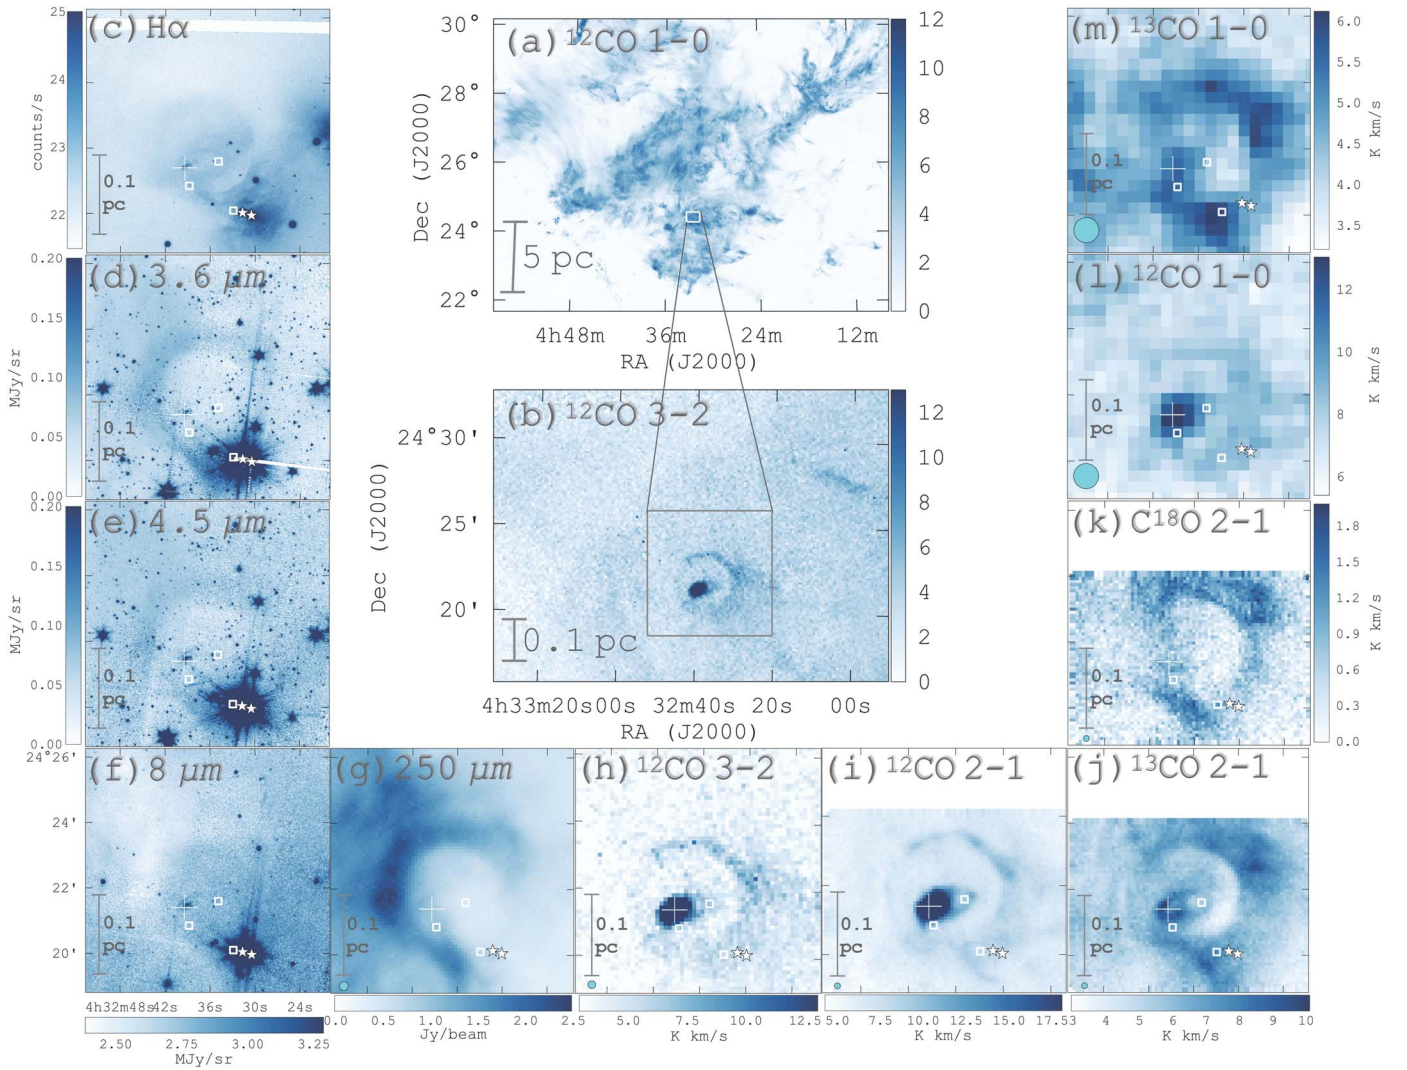 (c) Hα
25
24
23
22
counts/s
0.1
pc
(a) ¹²CO 1-0
30°
28°
26°
24°
22°
Dec (J2000)
5 pc
4h48m 36m 24m 12m
RA (J2000)
12
10
8
6
4
2
0
(m) ¹³CO 1-0
0.1
pc
6.0
5.5
5.0
4.5
4.0
3.5
K km/s
(d) 3.6 μm
0.20
0.15
0.10
0.05
0.00
MJy/sr
0.1
pc
(b) ¹²CO 3-2
24°30'
25'
20'
Dec (J2000)
0.1 pc
4h33m20s00s 32m40s 20s 00s
RA (J2000)
12
10
8
6
4
2
0
(l) ¹²CO 1-0
0.1
pc
12
10
8
6
K km/s
(e) 4.5 μm
0.20
0.15
0.10
0.05
0.00
MJy/sr
0.1
pc
(k) C¹⁸O 2-1
0.1
pc
1.8
1.5
1.2
0.9
0.6
0.3
0.0
K km/s
(f) 8 μm
24°26'
24'
22'
20'
0.1
pc
4h32m48s42s 36s 30s 24s
2.50 2.75 3.00 3.25
MJy/sr
(g) 250 μm
0.1
pc
0.0 0.5 1.0 1.5 2.0 2.5
Jy/beam
(h) ¹²CO 3-2
0.1
pc
5.0 7.5 10.0 12.5
K km/s
(i) ¹²CO 2-1
0.1
pc
5.0 7.5 10.0 12.5 15.0 17.5
K km/s
(j) ¹³CO 2-1
0.1
pc
3 4 5 6 7 8 9 10
K km/s